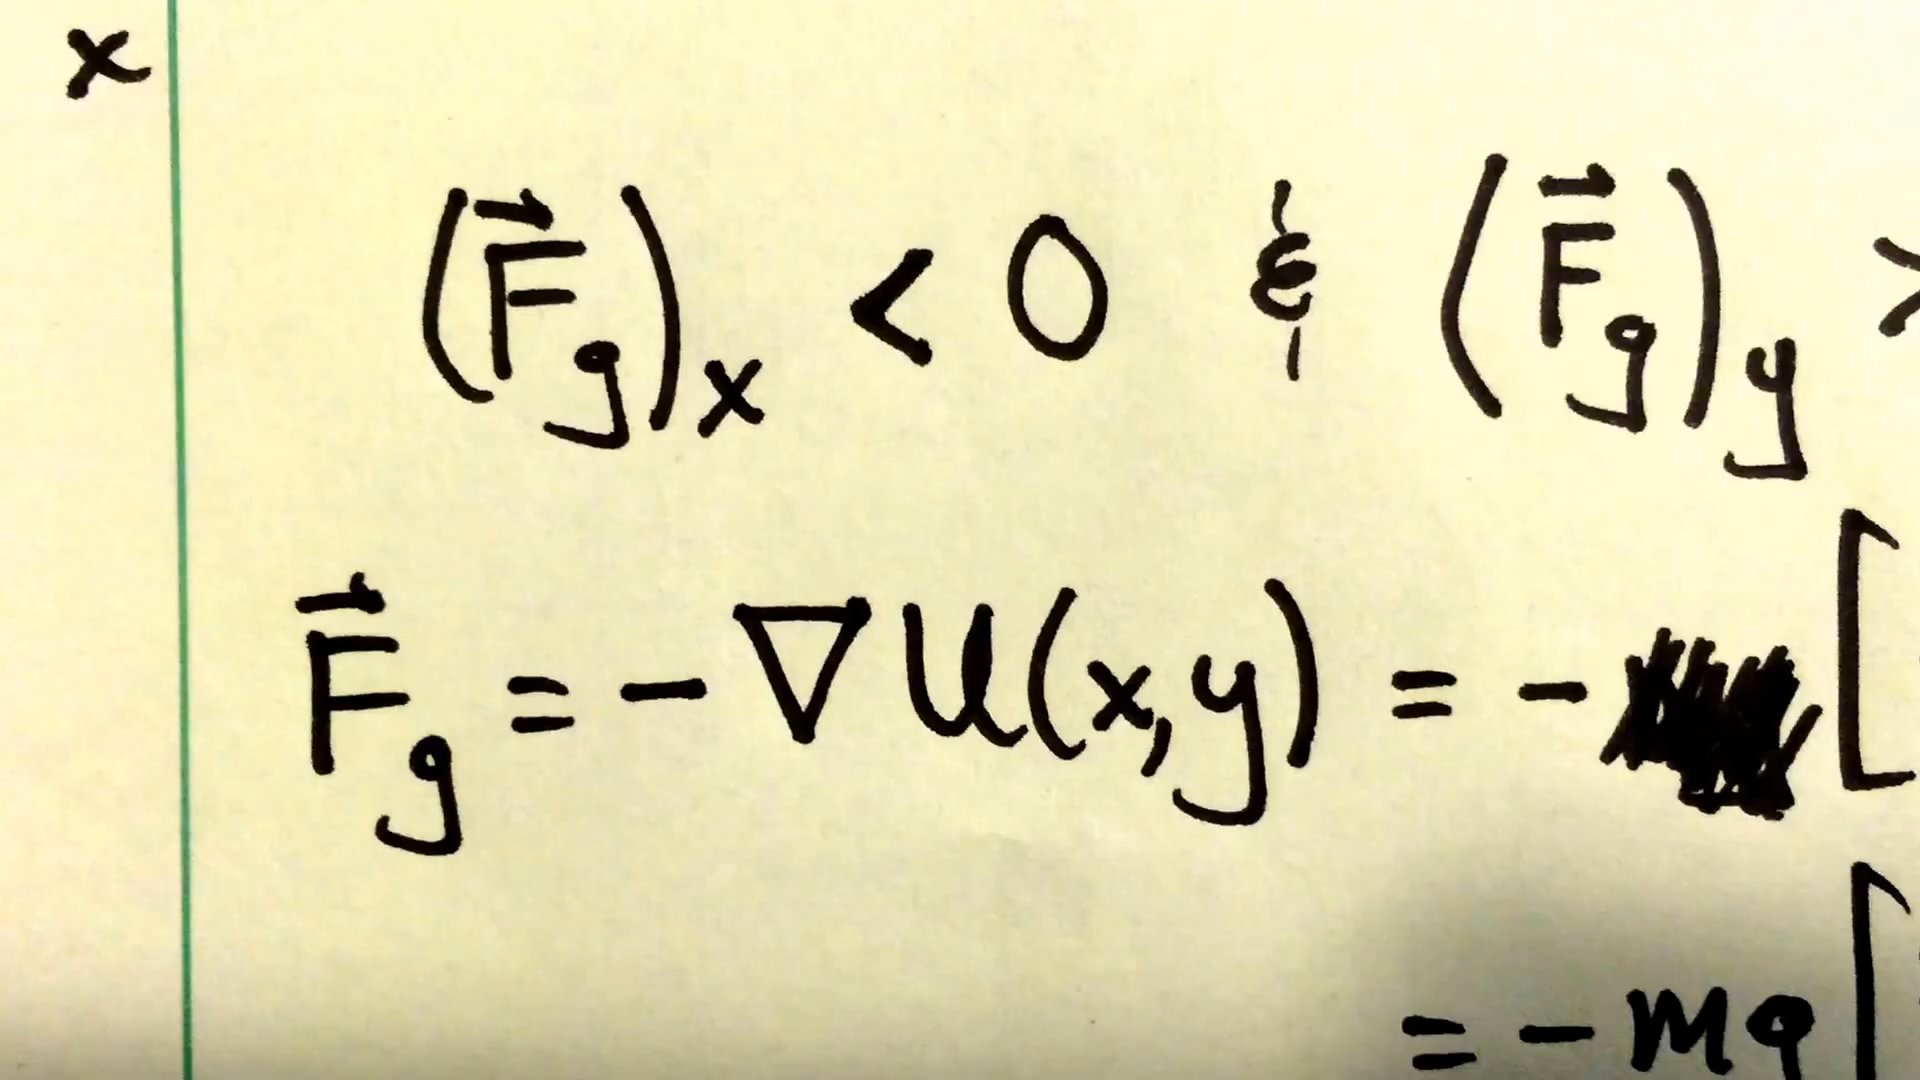 x
(F⃗g)x < 0 & (F⃗g)y >
F⃗g = -∇U(x,y) = - [
= -mg [